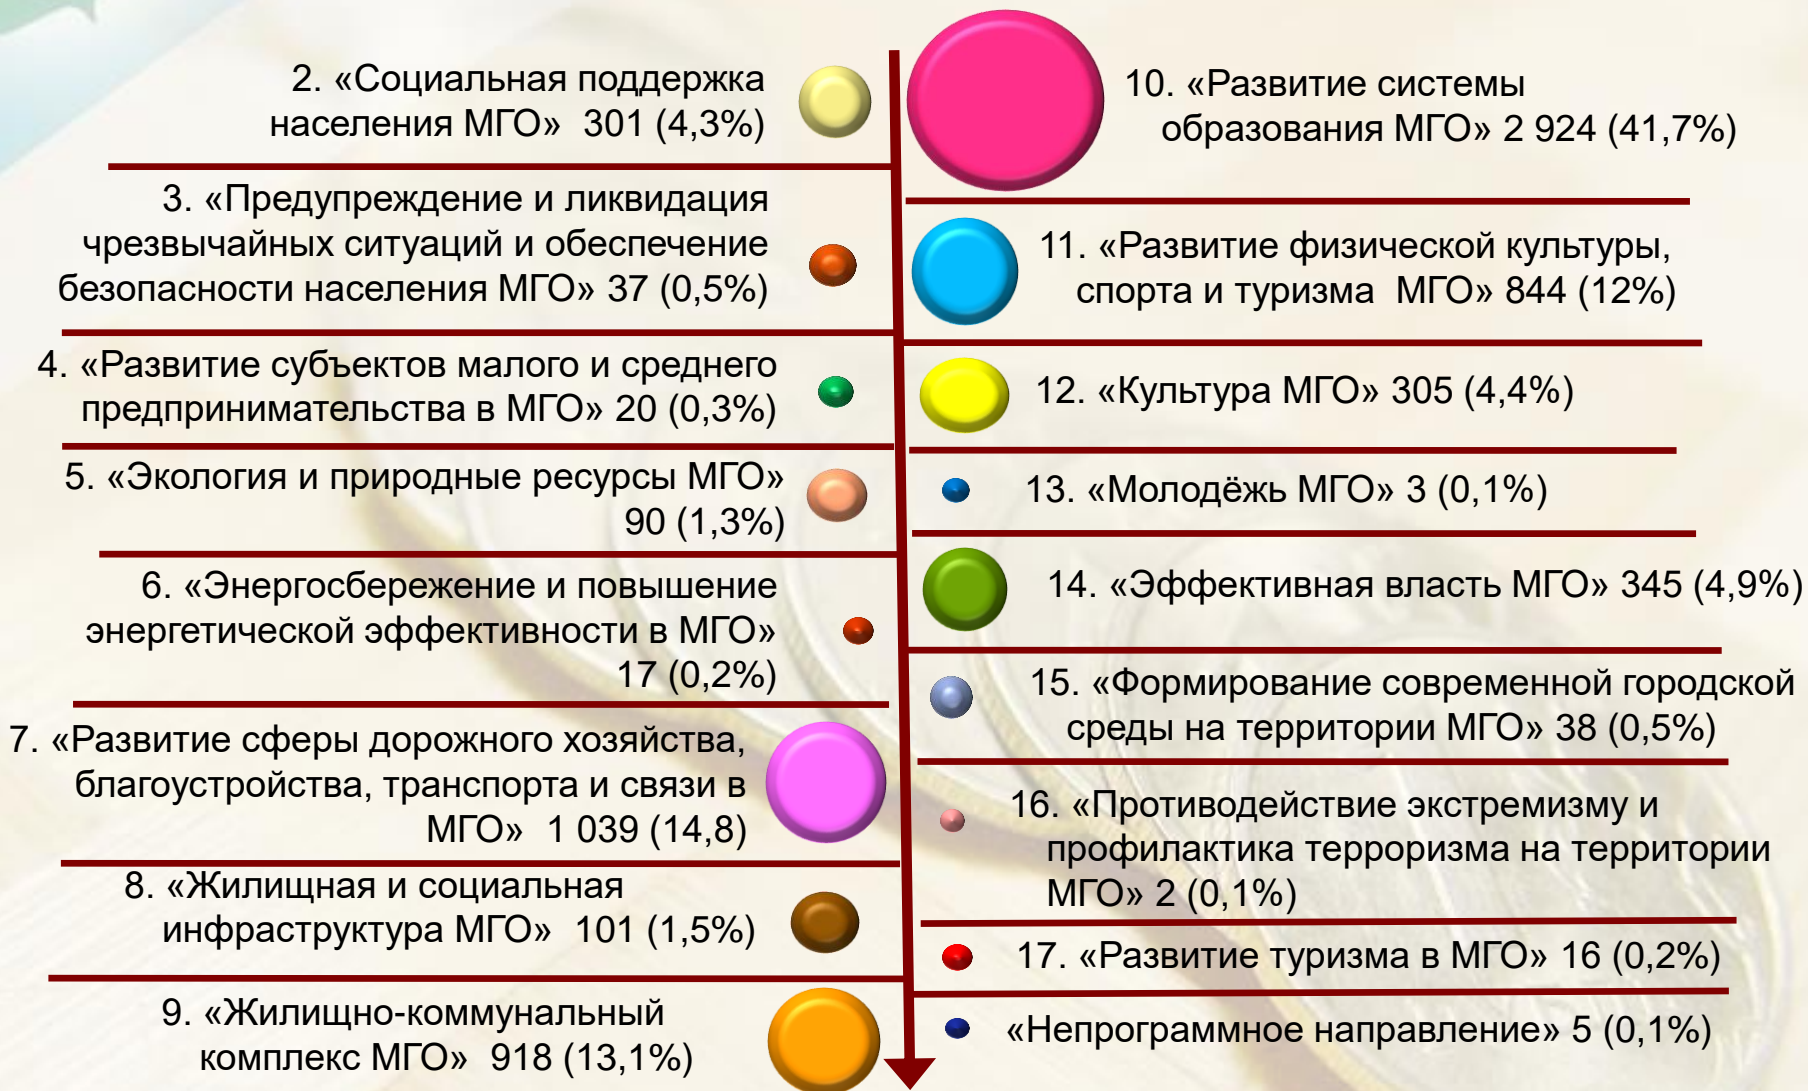 2. «Социальная поддержка
населения МГО» 301 (4,3%)
3. «Предупреждение и ликвидация
чрезвычайных ситуаций и обеспечение
безопасности населения МГО» 37 (0,5%)
4. «Развитие субъектов малого и среднего
предпринимательства в МГО» 20 (0,3%)
5. «Экология и природные ресурсы МГО»
90 (1,3%)
6. «Энергосбережение и повышение
энергетической эффективности в МГО»
17 (0,2%)
7. «Развитие сферы дорожного хозяйства,
благоустройства, транспорта и связи в
МГО» 1 039 (14,8)
8. «Жилищная и социальная
инфраструктура МГО» 101 (1,5%)
9. «Жилищно-коммунальный
комплекс МГО» 918 (13,1%)
10. «Развитие системы
образования МГО» 2 924 (41,7%)
11. «Развитие физической культуры,
спорта и туризма МГО» 844 (12%)
12. «Культура МГО» 305 (4,4%)
13. «Молодёжь МГО» 3 (0,1%)
14. «Эффективная власть МГО» 345 (4,9%)
15. «Формирование современной городской
среды на территории МГО» 38 (0,5%)
16. «Противодействие экстремизму и
профилактика терроризма на территории
МГО» 2 (0,1%)
17. «Развитие туризма в МГО» 16 (0,2%)
«Непрограммное направление» 5 (0,1%)